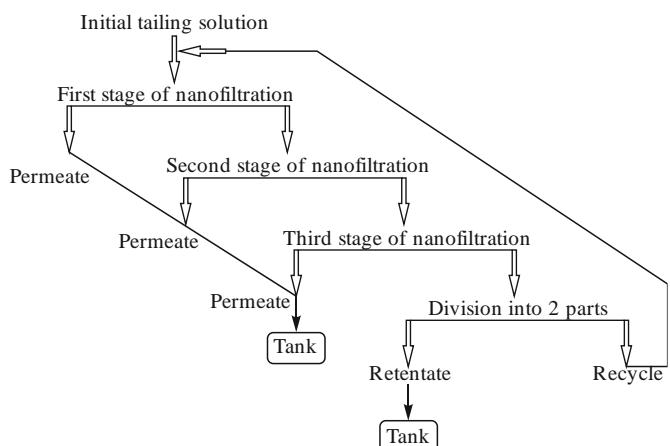 Initial tailing solution
First stage of nanofiltration
Second stage of nanofiltration
Permeate
Third stage of nanofiltration
Permeate
Permeate
Division into 2 parts
Tank
Retentate
Recycle
Tank